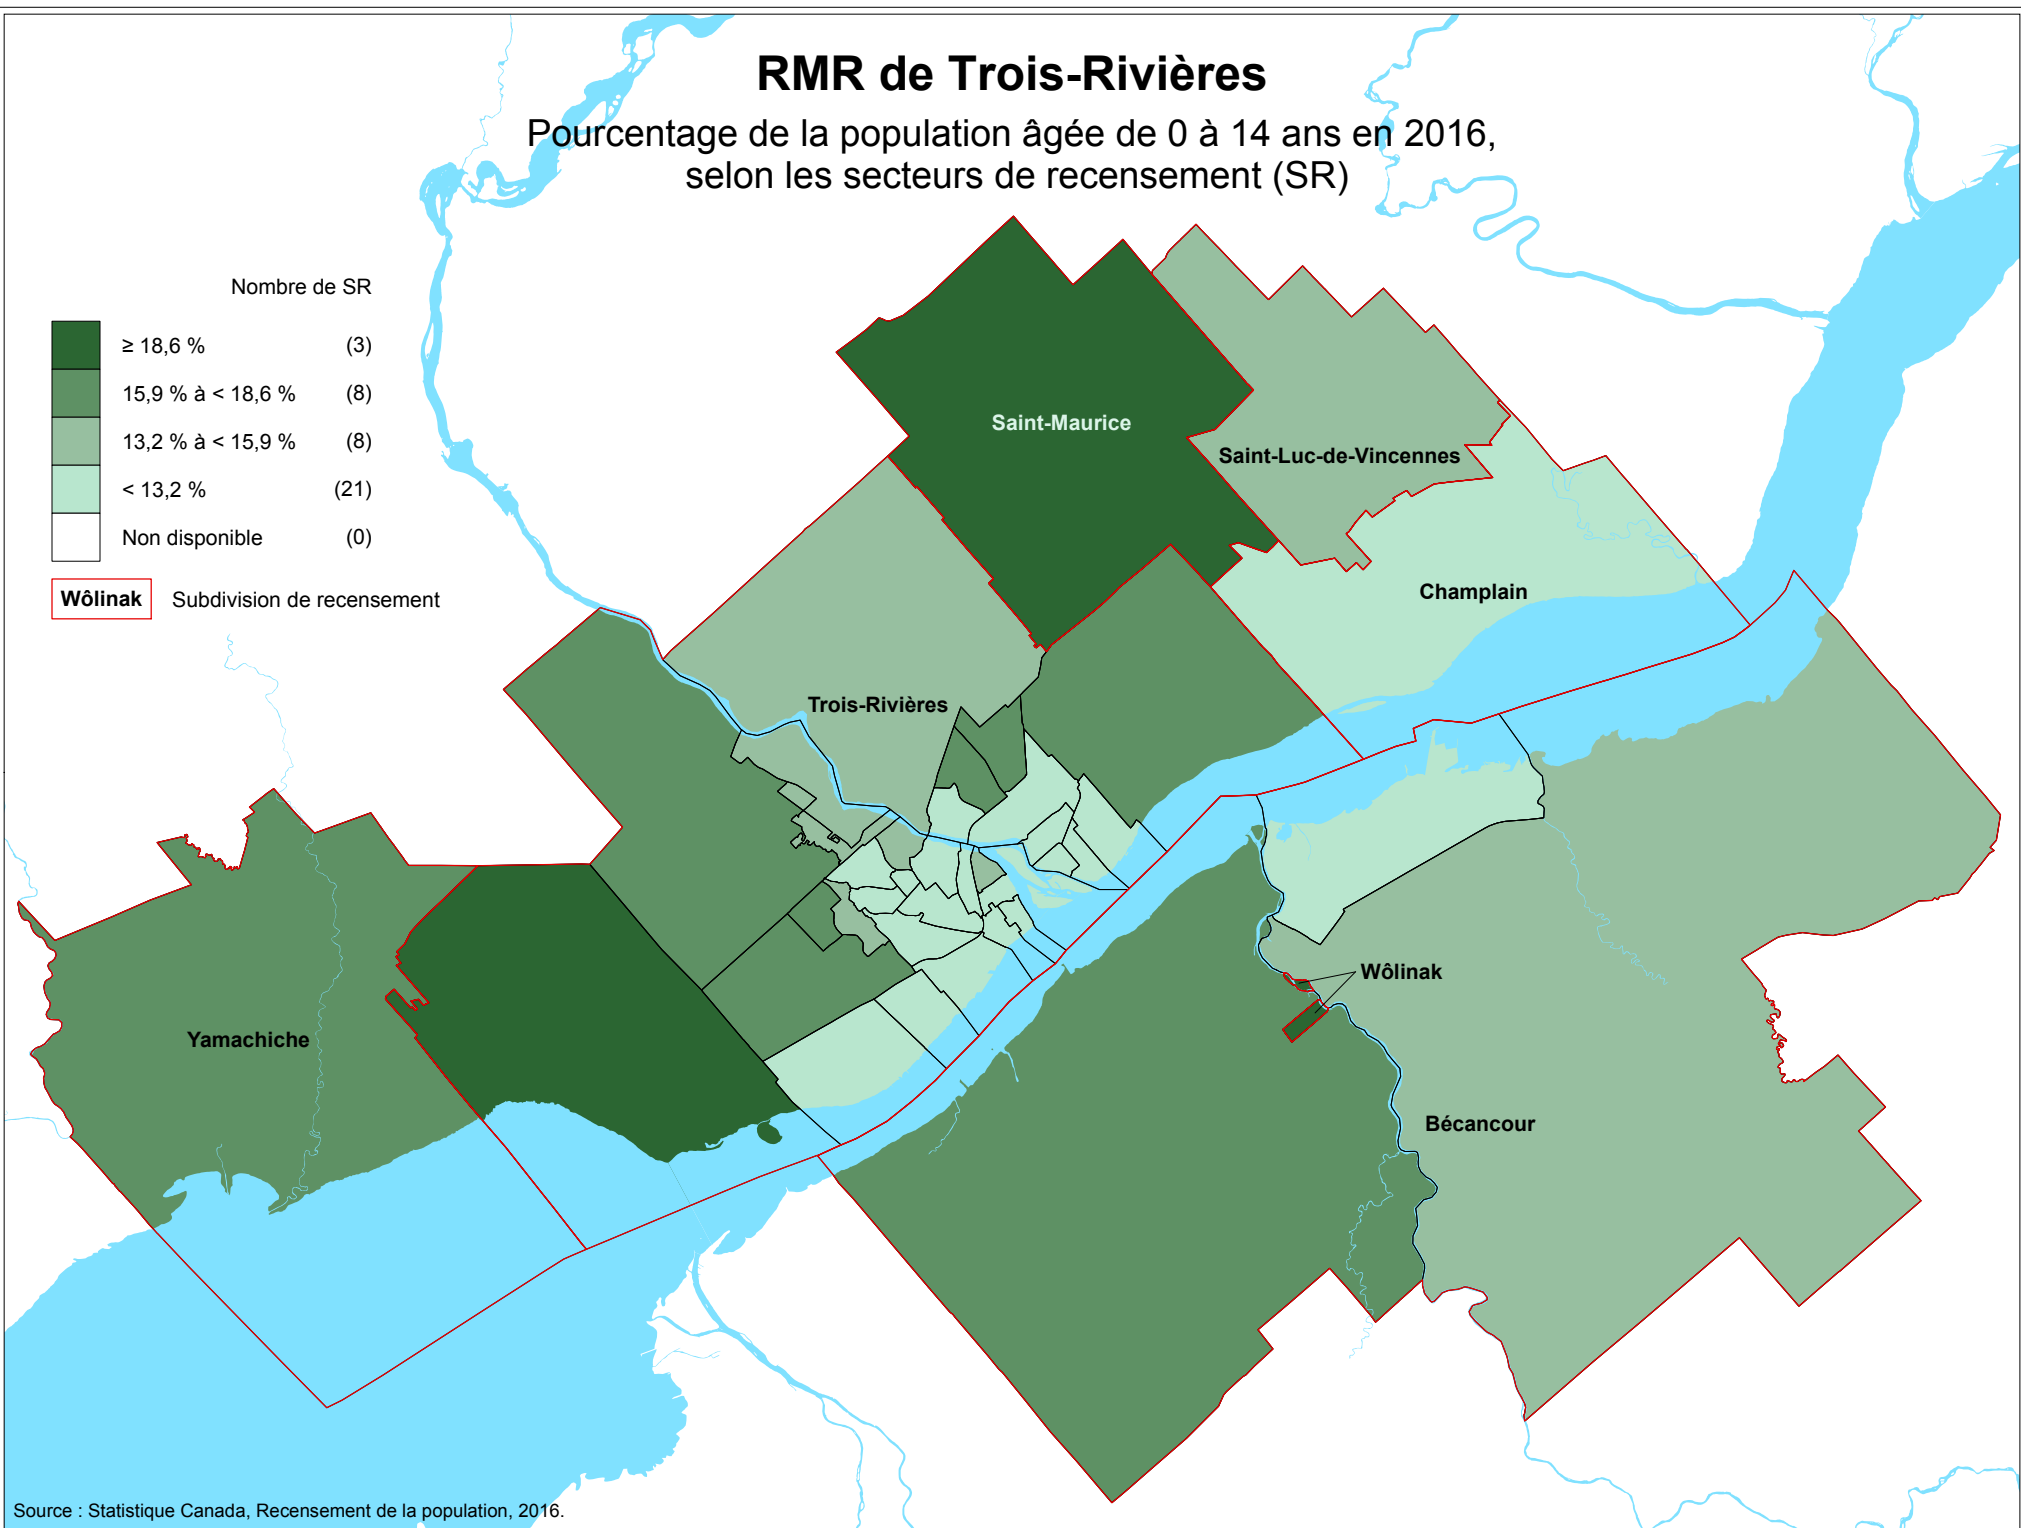 RMR de Trois-Rivières
Pourcentage de la population âgée de 0 à 14 ans en 2016,
selon les secteurs de recensement (SR)
Nombre de SR
≥ 18,6 % (3)
15,9 % à < 18,6 % (8)
13,2 % à < 15,9 % (8)
< 13,2 % (21)
Non disponible (0)
Wôlinak Subdivision de recensement
Saint-Maurice
Saint-Luc-de-Vincennes
Champlain
Trois-Rivières
Wôlinak
Yamachiche
Bécancour
Source : Statistique Canada, Recensement de la population, 2016.